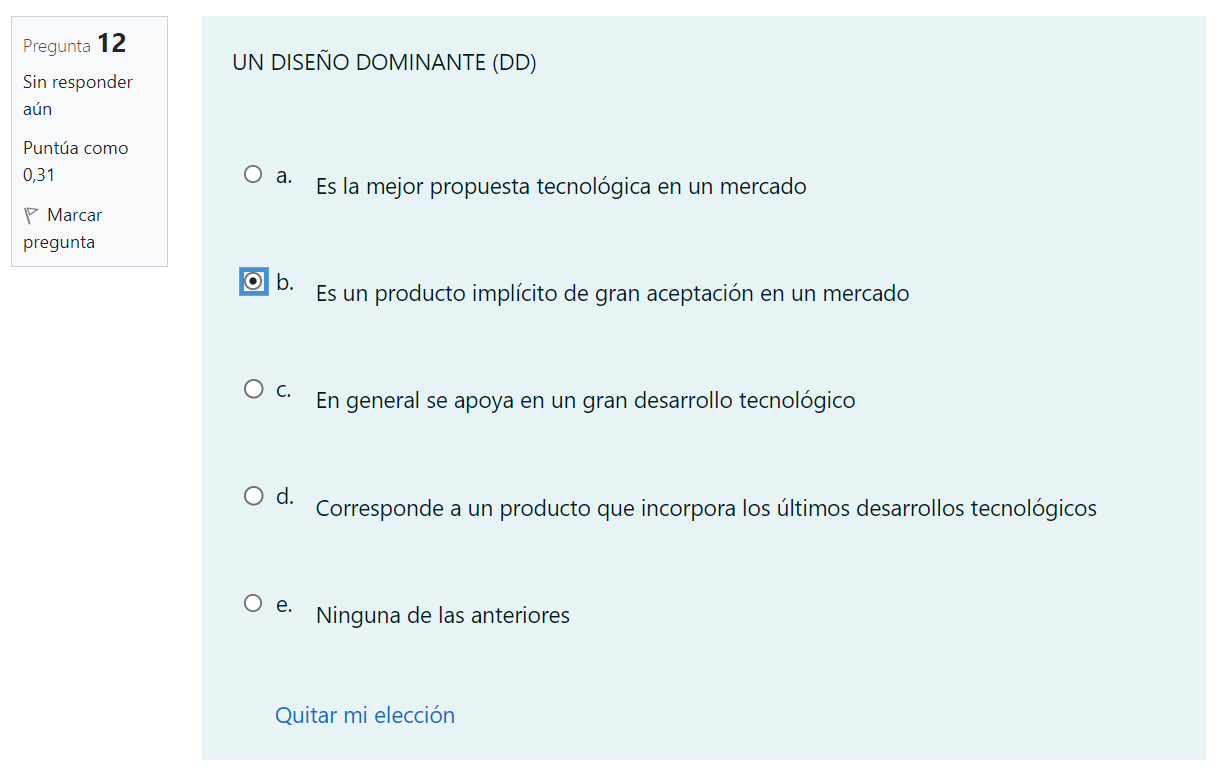 Pregunta 12
Sin responder
aún
Puntúa como
0,31
Marcar
pregunta
UN DISEÑO DOMINANTE (DD)
a. Es la mejor propuesta tecnológica en un mercado
b. Es un producto implícito de gran aceptación en un mercado
c. En general se apoya en un gran desarrollo tecnológico
d. Corresponde a un producto que incorpora los últimos desarrollos tecnológicos
e. Ninguna de las anteriores
Quitar mi elección